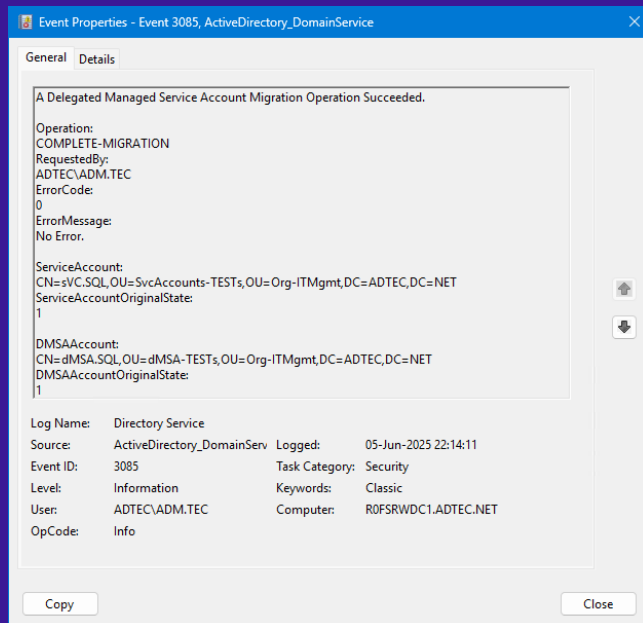 Event Properties - Event 3085, ActiveDirectory_DomainService
General Details
A Delegated Managed Service Account Migration Operation Succeeded.
Operation:
COMPLETE-MIGRATION
RequestedBy:
ADTEC\ADM.TEC
ErrorCode:
0
ErrorMessage:
No Error.
ServiceAccount:
CN=sVC.SQL,OU=SvcAccounts-TESTs,OU=Org-ITMgmt,DC=ADTEC,DC=NET
ServiceAccountOriginalState:
1
DMSAAccount:
CN=dMSA.SQL,OU=dMSA-TESTs,OU=Org-ITMgmt,DC=ADTEC,DC=NET
DMSAAccountOriginalState:
1
Log Name: Directory Service
Source: ActiveDirectory_DomainServ Logged: 05-Jun-2025 22:14:11
Event ID: 3085 Task Category: Security
Level: Information Keywords: Classic
User: ADTEC\ADM.TEC Computer: R0FSRWDC1.ADTEC.NET
OpCode: Info
Copy Close